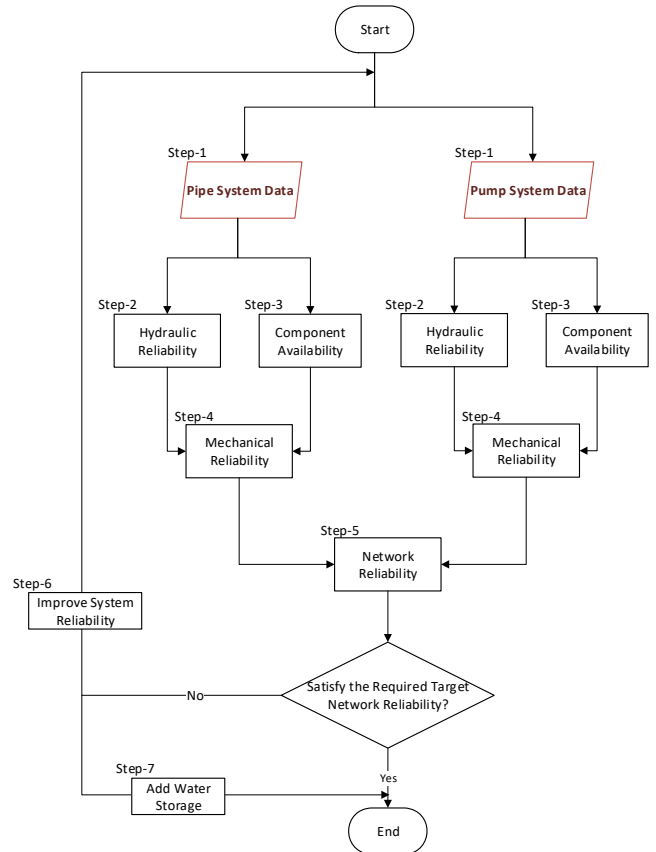 Start
Step-1
Pipe System Data
Step-1
Pump System Data
Step-2
Hydraulic
Reliability
Step-3
Component
Availability
Step-2
Hydraulic
Reliability
Step-3
Component
Availability
Step-4
Mechanical
Reliability
Step-4
Mechanical
Reliability
Step-5
Network
Reliability
Step-6
Improve System
Reliability
Satisfy the Required Target
Network Reliability?
No
Yes
Step-7
Add Water
Storage
End